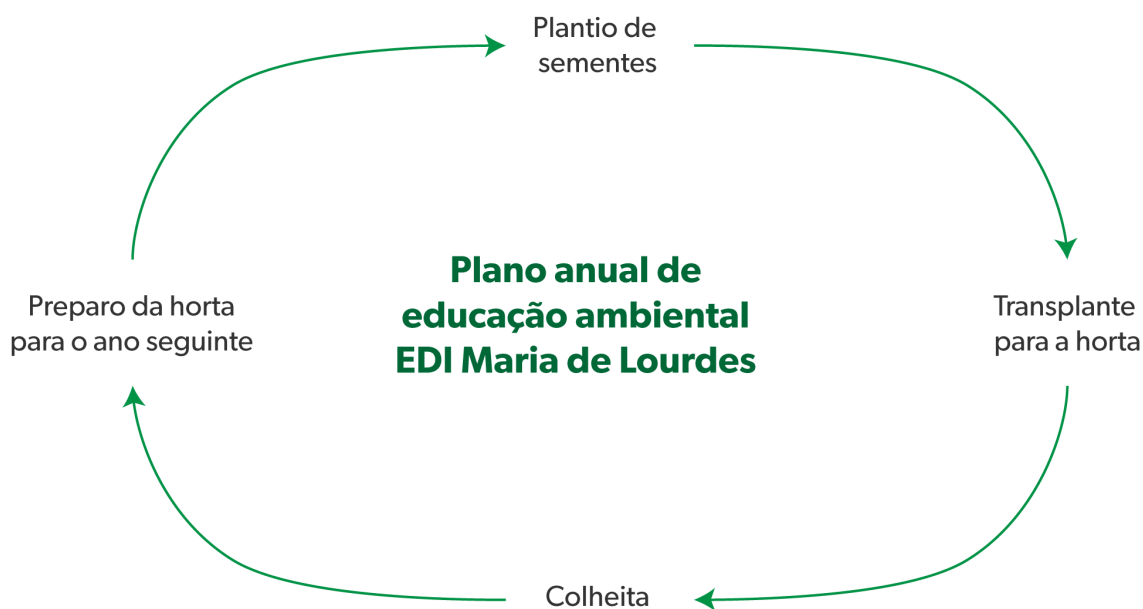 Plantio de
sementes
Plano anual de
educação ambiental
EDI Maria de Lourdes
Preparo da horta
para o ano seguinte
Transplante
para a horta
Colheita